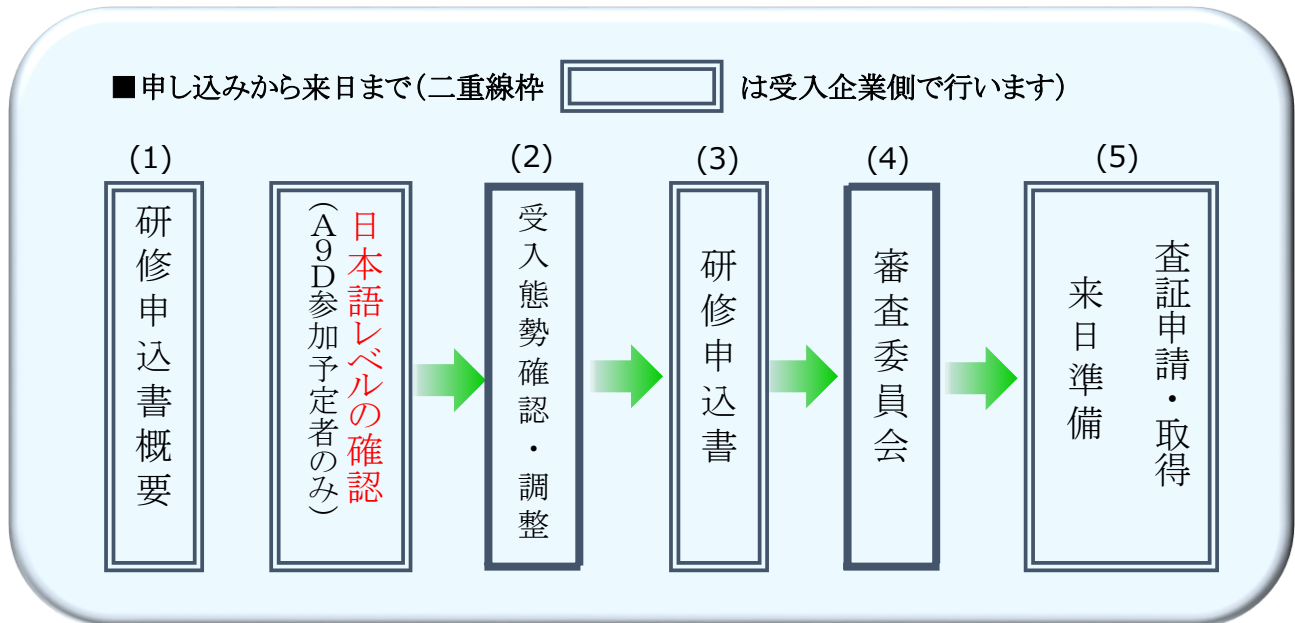 ■申し込みから来日まで(二重線枠 は受入企業側で行います)
(1)
研修申込書概要
日本語レベルの確認
(A9D参加予定者のみ)
(2)
受入態勢確認・調整
(3)
研修申込書
(4)
審査委員会
(5)
査証申請・取得
来日準備